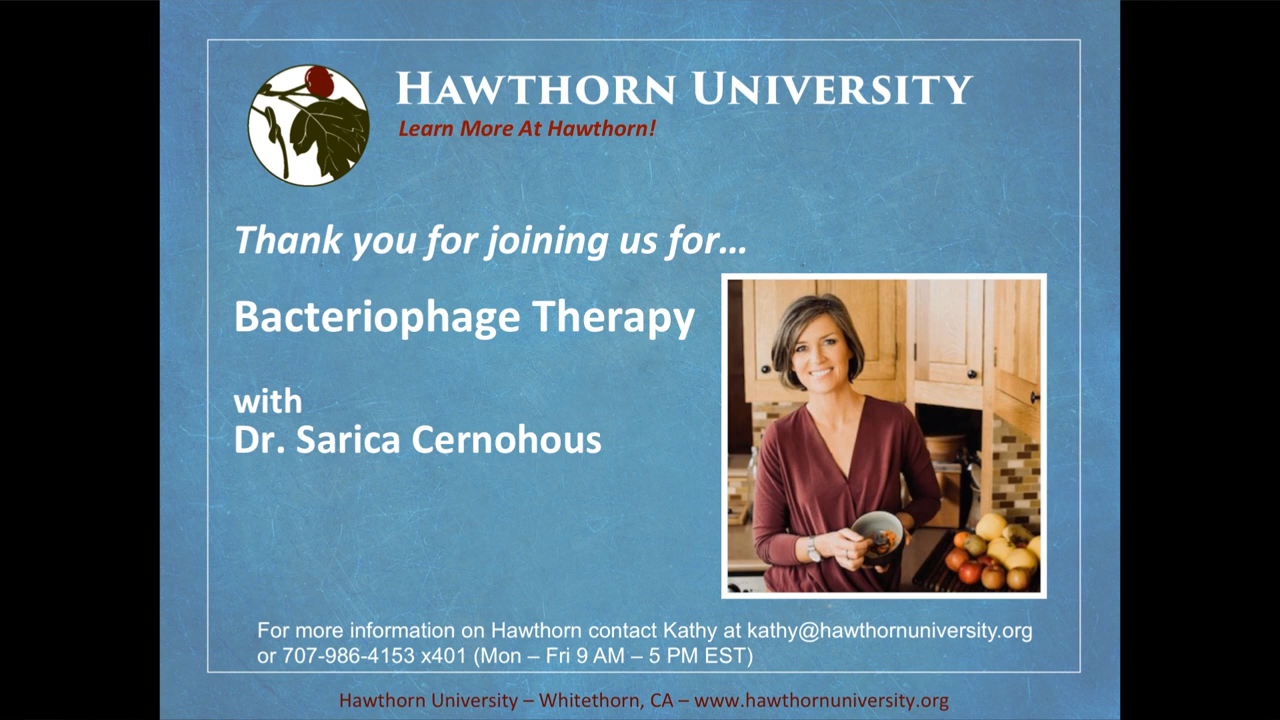 Hawthorn University
Learn More At Hawthorn!
Thank you for joining us for...
Bacteriophage Therapy
with
Dr. Sarica Cernohous
For more information on Hawthorn contact Kathy at kathy@hawthornuniversity.org
or 707-986-4153 x401 (Mon – Fri 9 AM – 5 PM EST)
Hawthorn University – Whitethorn, CA – www.hawthornuniversity.org